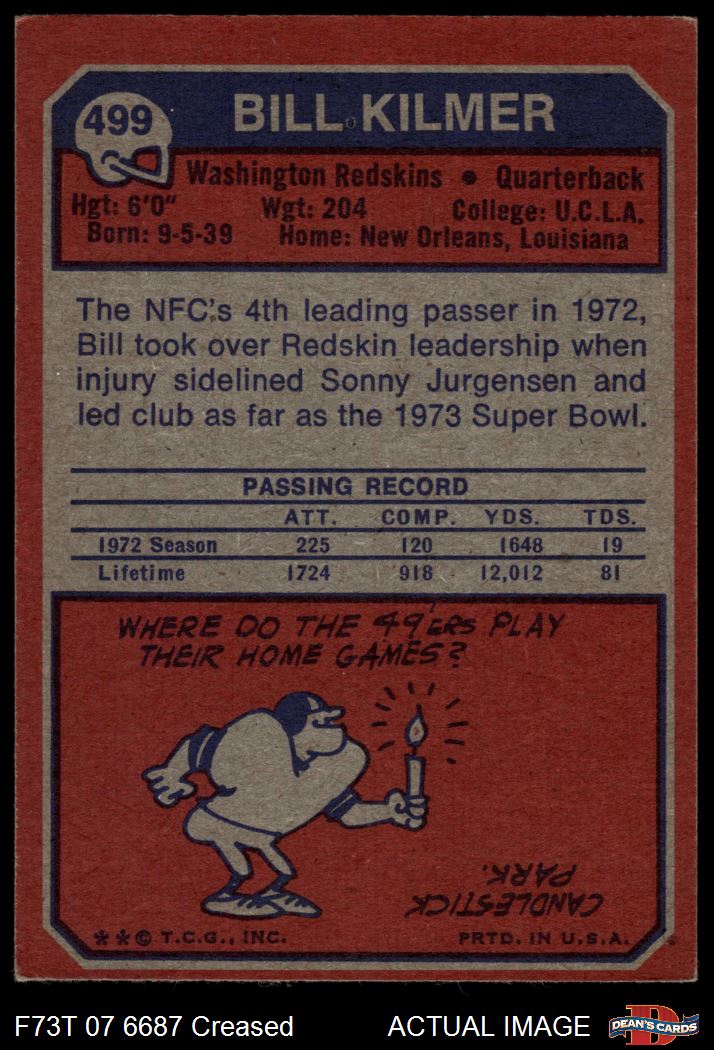 499
BILL KILMER
Washington Redskins • Quarterback
Hgt: 6'0" Wgt: 204 College: U.C.L.A.
Born: 9-5-39 Home: New Orleans, Louisiana
The NFC's 4th leading passer in 1972,
Bill took over Redskin leadership when
injury sidelined Sonny Jurgensen and
led club as far as the 1973 Super Bowl.
PASSING RECORD
ATT. COMP. YDS. TDS.
1972 Season 225 120 1648 19
Lifetime 1724 918 12,012 81
WHERE DO THE 49'ERS PLAY
THEIR HOME GAMES?
CANDLESTICK
PARK.
**© T.C.G., INC. PRTD. IN U.S.A.
F73T 07 6687 Creased ACTUAL IMAGE
D
DEAN'S CARDS